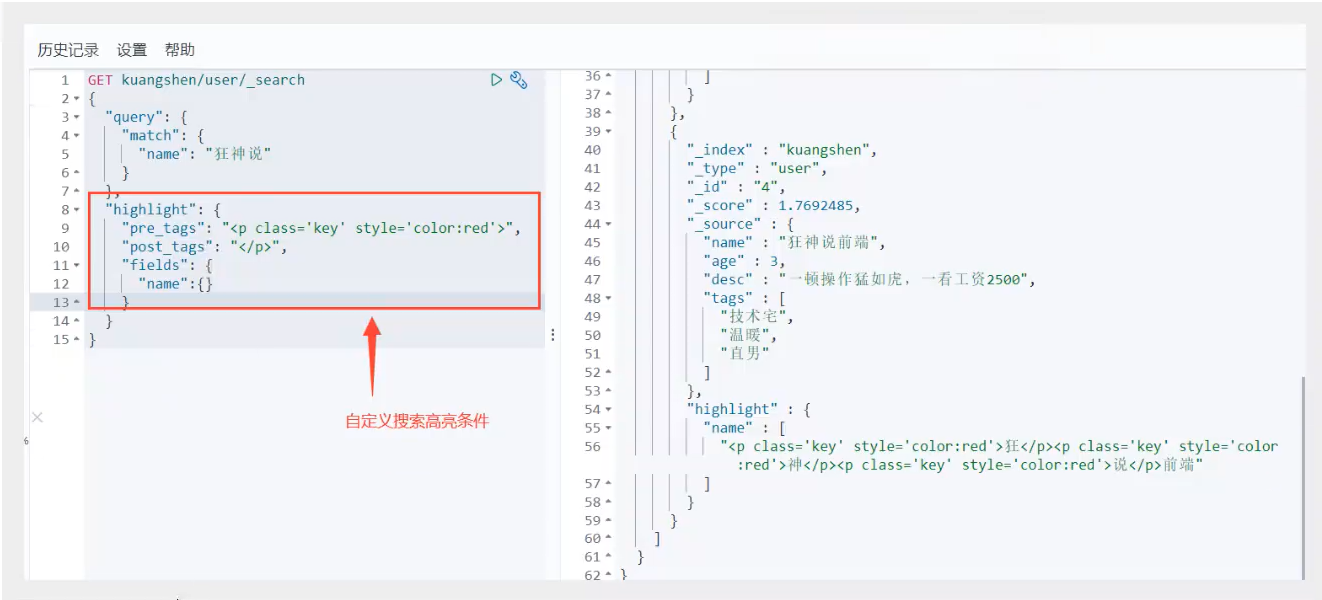 历史记录 设置 帮助
1 GET kuangshen/user/_search
2 {
3 "query": {
4 "match": {
5 "name": "狂神说"
6 }
7 },
8 "highlight": {
9 "pre_tags": "<p class='key' style='color:red'>",
10 "post_tags": "</p>",
11 "fields": {
12 "name":{}
13 }
14 }
15 }
自定义搜索高亮条件
36 ]
37 }
38 },
39 {
40 "_index" : "kuangshen",
41 "_type" : "user",
42 "_id" : "4",
43 "_score" : 1.7692485,
44 "_source" : {
45 "name" : "狂神说前端",
46 "age" : 3,
47 "desc" : "一顿操作猛如虎，一看工资2500",
48 "tags" : [
49 "技术宅",
50 "温暖",
51 "直男"
52 ]
53 },
54 "highlight" : {
55 "name" : [
56 "<p class='key' style='color:red'>狂</p><p class='key' style='color
:red'>神</p><p class='key' style='color:red'>说</p>前端"
57 ]
58 }
59 }
60 ]
61 }
62 }